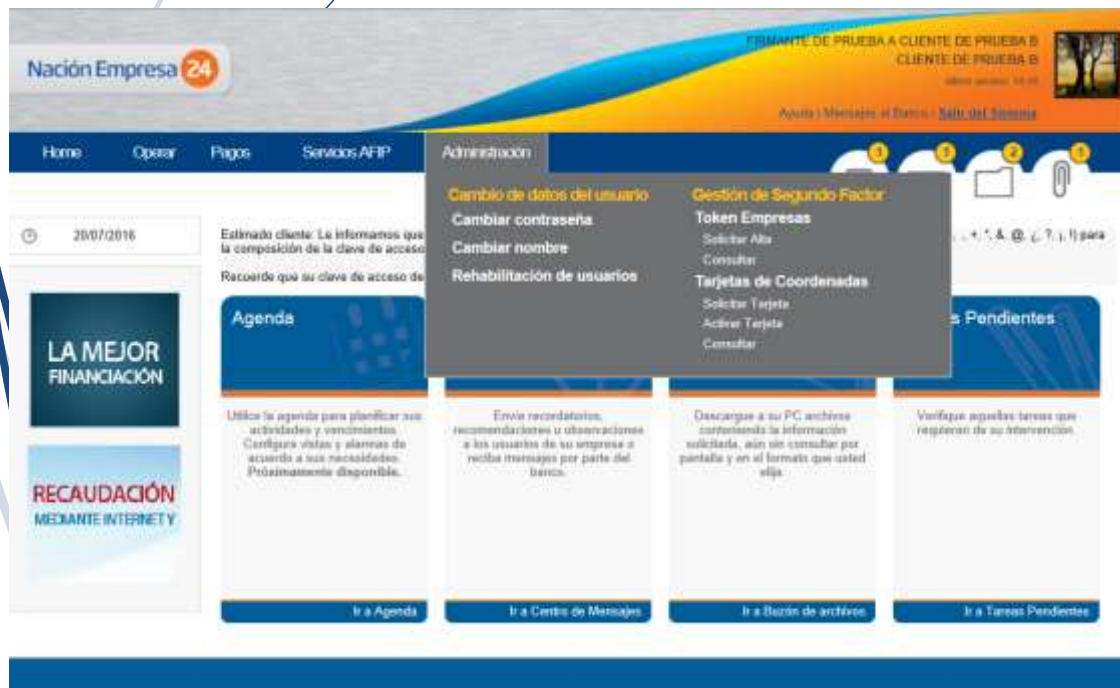 Nación Empresa 24
FIRMANTE DE PRUEBA A CLIENTE DE PRUEBA B
CLIENTE DE PRUEBA B
Ayuda | Mensajes al Banco | Salir del Sistema
Home Operar Pagos Servicios AFIP Administración
1 1 2 1
Cambio de datos del usuario
Cambiar contraseña
Cambiar nombre
Rehabilitación de usuarios
Gestión de Segundo Factor
Token Empresas
Solicitar Alta
Consultar
Tarjetas de Coordenadas
Solicitar Tarjeta
Activar Tarjeta
Consultar
20/07/2016
Estimado cliente: Le informamos que
la composición de la clave de acceso
Recuerde que su clave de acceso de
para
LA MEJOR
FINANCIACIÓN
RECAUDACIÓN
MEDIANTE INTERNET Y
Agenda
Utilice la agenda para planificar sus
actividades y vencimientos.
Configure vistas y alarmas de
acuerdo a sus necesidades.
Próximamente disponible.
Ir a Agenda
Envíe recordatorios,
recomendaciones u observaciones
a los usuarios de su empresa o
reciba mensajes por parte del
banco.
Ir a Centro de Mensajes
Descargue a su PC archivos
conteniendo la información
solicitada, aún sin consultar por
pantalla y en el formato que usted
elija.
Ir a Buzón de archivos
s Pendientes
Verifique aquellas tareas que
requieren de su intervención.
Ir a Tareas Pendientes